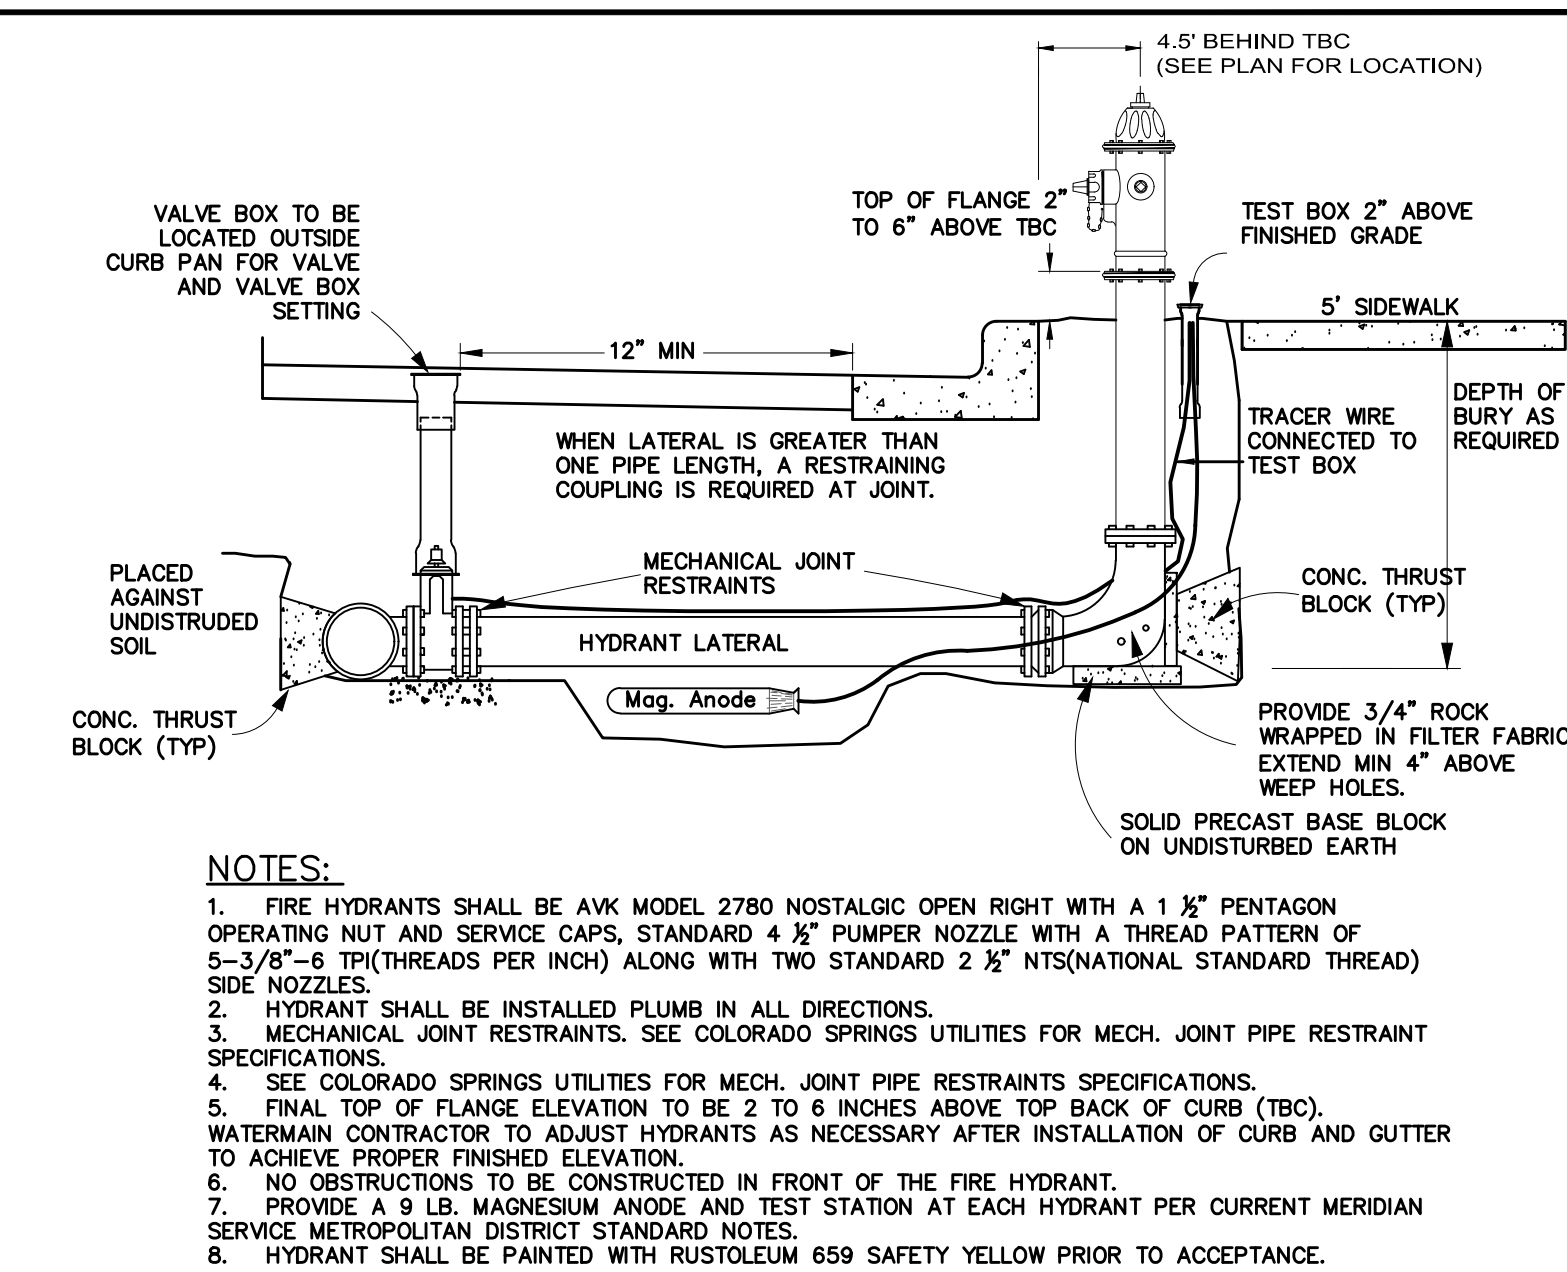 4.5' BEHIND TBC
(SEE PLAN FOR LOCATION)
VALVE BOX TO BE
LOCATED OUTSIDE
CURB PAN FOR VALVE
AND VALVE BOX
SETTING
TOP OF FLANGE 2"
TO 6" ABOVE TBC
TEST BOX 2" ABOVE
FINISHED GRADE
5' SIDEWALK
12" MIN
DEPTH OF
BURY AS
REQUIRED
TRACER WIRE
CONNECTED TO
TEST BOX
WHEN LATERAL IS GREATER THAN
ONE PIPE LENGTH, A RESTRAINING
COUPLING IS REQUIRED AT JOINT.
MECHANICAL JOINT
RESTRAINTS
PLACED
AGAINST
UNDISTRUDED
SOIL
CONC. THRUST
BLOCK (TYP)
HYDRANT LATERAL
Mag. Anode
CONC. THRUST
BLOCK (TYP)
PROVIDE 3/4" ROCK
WRAPPED IN FILTER FABRIC
EXTEND MIN 4" ABOVE
WEEP HOLES.
SOLID PRECAST BASE BLOCK
ON UNDISTURBED EARTH
NOTES:
1. FIRE HYDRANTS SHALL BE AVK MODEL 2780 NOSTALGIC OPEN RIGHT WITH A 1 ½" PENTAGON
OPERATING NUT AND SERVICE CAPS, STANDARD 4 ½" PUMPER NOZZLE WITH A THREAD PATTERN OF
5-3/8"-6 TPI(THREADS PER INCH) ALONG WITH TWO STANDARD 2 ½" NTS(NATIONAL STANDARD THREAD)
SIDE NOZZLES.
2. HYDRANT SHALL BE INSTALLED PLUMB IN ALL DIRECTIONS.
3. MECHANICAL JOINT RESTRAINTS. SEE COLORADO SPRINGS UTILITIES FOR MECH. JOINT PIPE RESTRAINT
SPECIFICATIONS.
4. SEE COLORADO SPRINGS UTILITIES FOR MECH. JOINT PIPE RESTRAINTS SPECIFICATIONS.
5. FINAL TOP OF FLANGE ELEVATION TO BE 2 TO 6 INCHES ABOVE TOP BACK OF CURB (TBC).
WATERMAIN CONTRACTOR TO ADJUST HYDRANTS AS NECESSARY AFTER INSTALLATION OF CURB AND GUTTER
TO ACHIEVE PROPER FINISHED ELEVATION.
6. NO OBSTRUCTIONS TO BE CONSTRUCTED IN FRONT OF THE FIRE HYDRANT.
7. PROVIDE A 9 LB. MAGNESIUM ANODE AND TEST STATION AT EACH HYDRANT PER CURRENT MERIDIAN
SERVICE METROPOLITAN DISTRICT STANDARD NOTES.
8. HYDRANT SHALL BE PAINTED WITH RUSTOLEUM 659 SAFETY YELLOW PRIOR TO ACCEPTANCE.